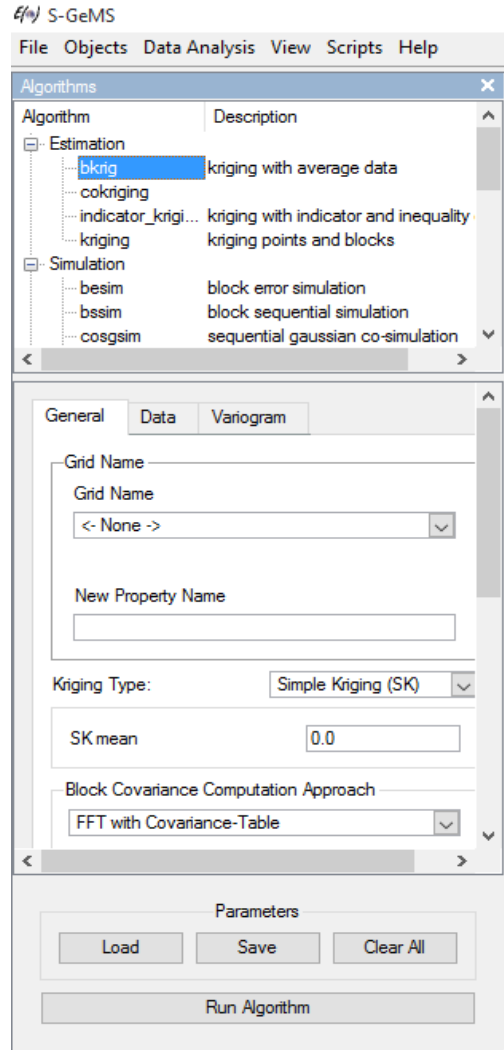 E{(•)} S-GeMS
File Objects Data Analysis View Scripts Help
Algorithms
Algorithm Description
Estimation
bkrig kriging with average data
cokriging
indicator_krigi... kriging with indicator and inequality
kriging kriging points and blocks
Simulation
besim block error simulation
bssim block sequential simulation
cosgsim sequential gaussian co-simulation
General Data Variogram
Grid Name
Grid Name
<- None ->
New Property Name
Kriging Type: Simple Kriging (SK)
SK mean 0.0
Block Covariance Computation Approach
FFT with Covariance-Table
Parameters
Load Save Clear All
Run Algorithm